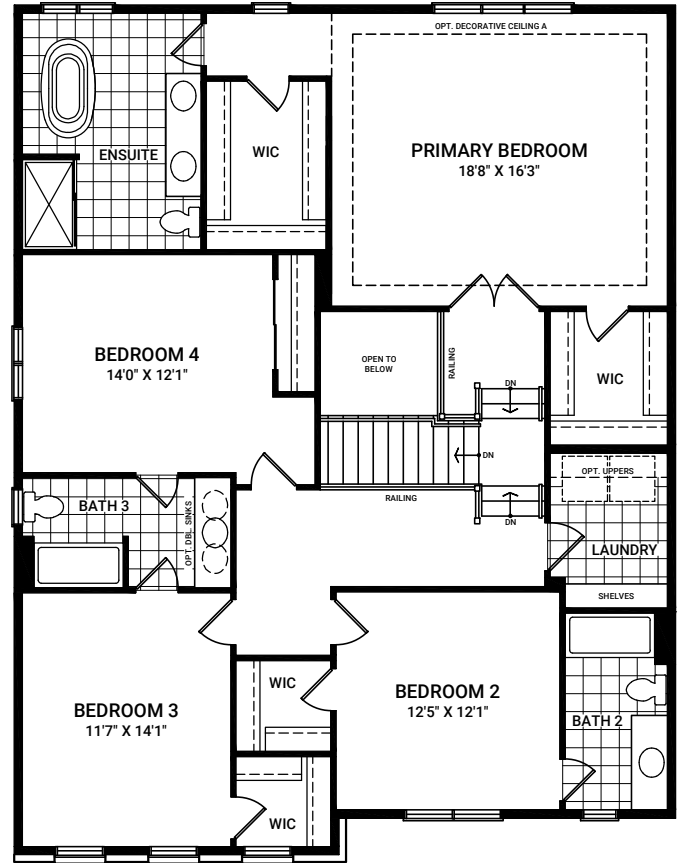 OPT. DECORATIVE CEILING A
PRIMARY BEDROOM
18'8" X 16'3"
ENSUITE
WIC
BEDROOM 4
14'0" X 12'1"
OPEN TO
BELOW
RAILING
WIC
DN
DN
RAILING
DN
OPT. UPPERS
LAUNDRY
SHELVES
BATH 3
OPT. DBL. SINKS
BEDROOM 3
11'7" X 14'1"
WIC
WIC
BEDROOM 2
12'5" X 12'1"
BATH 2